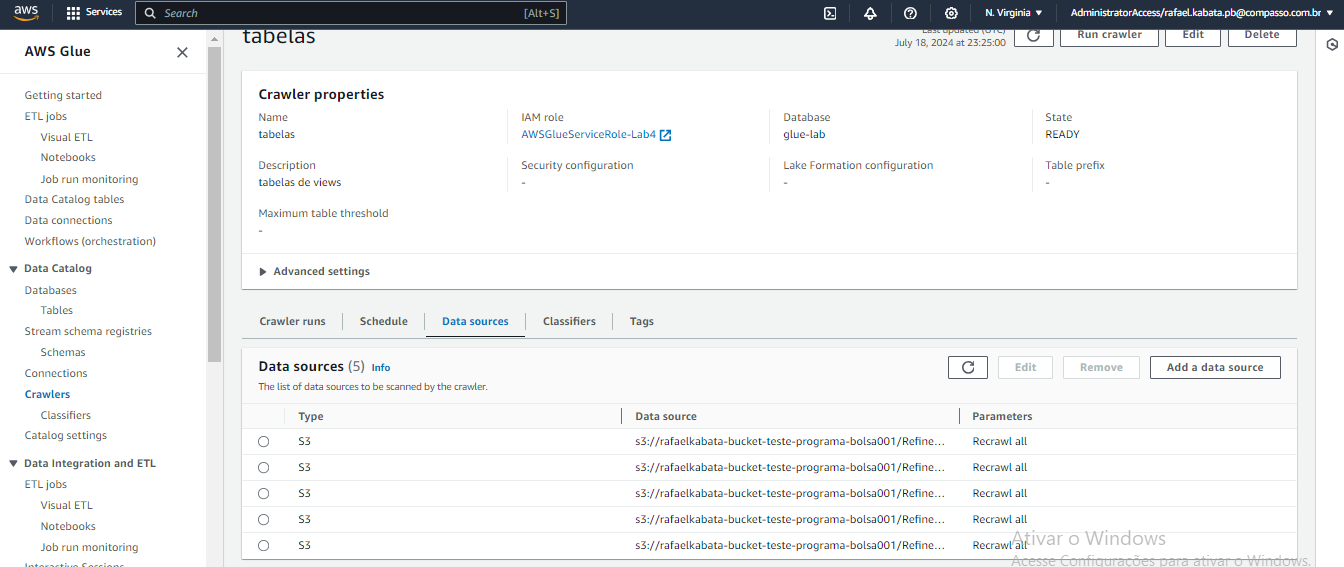 aws
Services
Search
[Alt+S]
N. Virginia
AdministratorAccess/rafael.kabata.pb@compasso.com.br
AWS Glue
Getting started
ETL jobs
Visual ETL
Notebooks
Job run monitoring
Data Catalog tables
Data connections
Workflows (orchestration)
Data Catalog
Databases
Tables
Stream schema registries
Schemas
Connections
Crawlers
Classifiers
Catalog settings
Data Integration and ETL
ETL jobs
Visual ETL
Notebooks
Job run monitoring
Interactive Sessions
tabelas
Last updated (UTC)
July 18, 2024 at 23:25:00
Run crawler
Edit
Delete
Crawler properties
Name
tabelas
IAM role
AWSGlueServiceRole-Lab4
Database
glue-lab
State
READY
Description
tabelas de views
Security configuration
-
Lake Formation configuration
-
Table prefix
-
Maximum table threshold
-
Advanced settings
Crawler runs
Schedule
Data sources
Classifiers
Tags
Data sources (5) Info
The list of data sources to be scanned by the crawler.
Edit
Remove
Add a data source
Type Data source Parameters
S3 s3://rafaelkabata-bucket-teste-programa-bolsa001/Refine... Recrawl all
S3 s3://rafaelkabata-bucket-teste-programa-bolsa001/Refine... Recrawl all
S3 s3://rafaelkabata-bucket-teste-programa-bolsa001/Refine... Recrawl all
S3 s3://rafaelkabata-bucket-teste-programa-bolsa001/Refine... Recrawl all
S3 s3://rafaelkabata-bucket-teste-programa-bolsa001/Refine... Recrawl all
Ativar o Windows
Acesse Configurações para ativar o Windows.